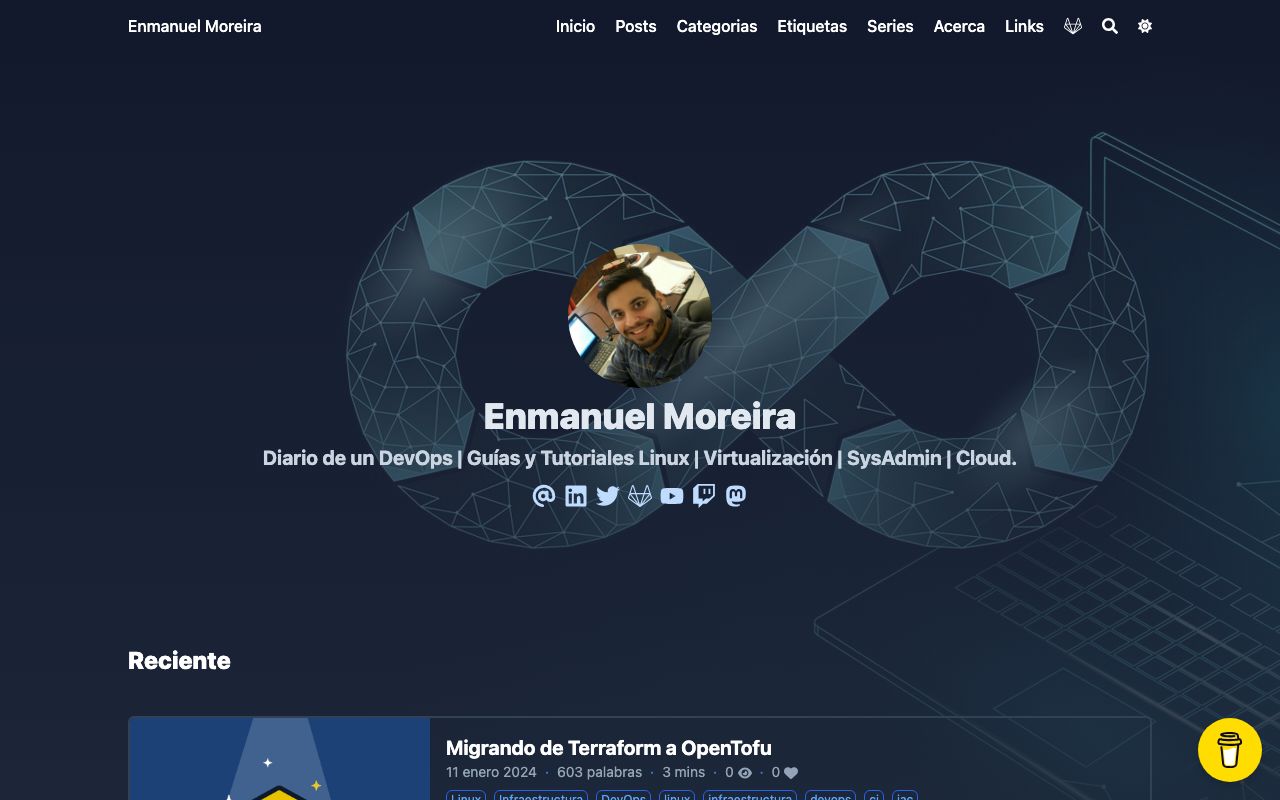 Enmanuel Moreira
Inicio Posts Categorias Etiquetas Series Acerca Links
Enmanuel Moreira
Diario de un DevOps | Guías y Tutoriales Linux | Virtualización | SysAdmin | Cloud.
Reciente
Migrando de Terraform a OpenTofu
11 enero 2024 · 603 palabras · 3 mins · 0 · 0
Linux Infraestructura DevOps linux infraestructura devops ci iac